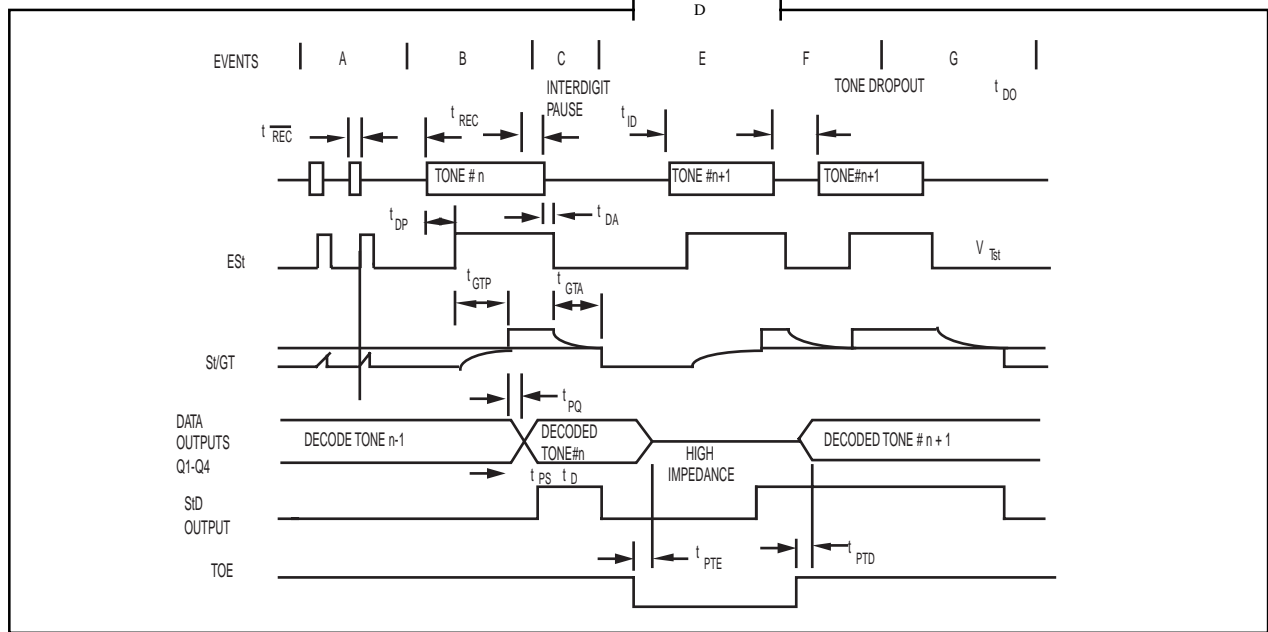 D
EVENTS A B C E F G
INTERDIGIT
PAUSE
TONE DROPOUT
t DO
t REC
t REC
t ID
TONE # n
TONE #n+1
TONE#n+1
t DP
t DA
ESt
V Tst
t GTP
t GTA
St/GT
t PQ
DATA
OUTPUTS
Q1-Q4
DECODE TONE n-1
DECODED
TONE#n
HIGH
IMPEDANCE
DECODED TONE # n + 1
t PS t D
StD
OUTPUT
t PTE
t PTD
TOE